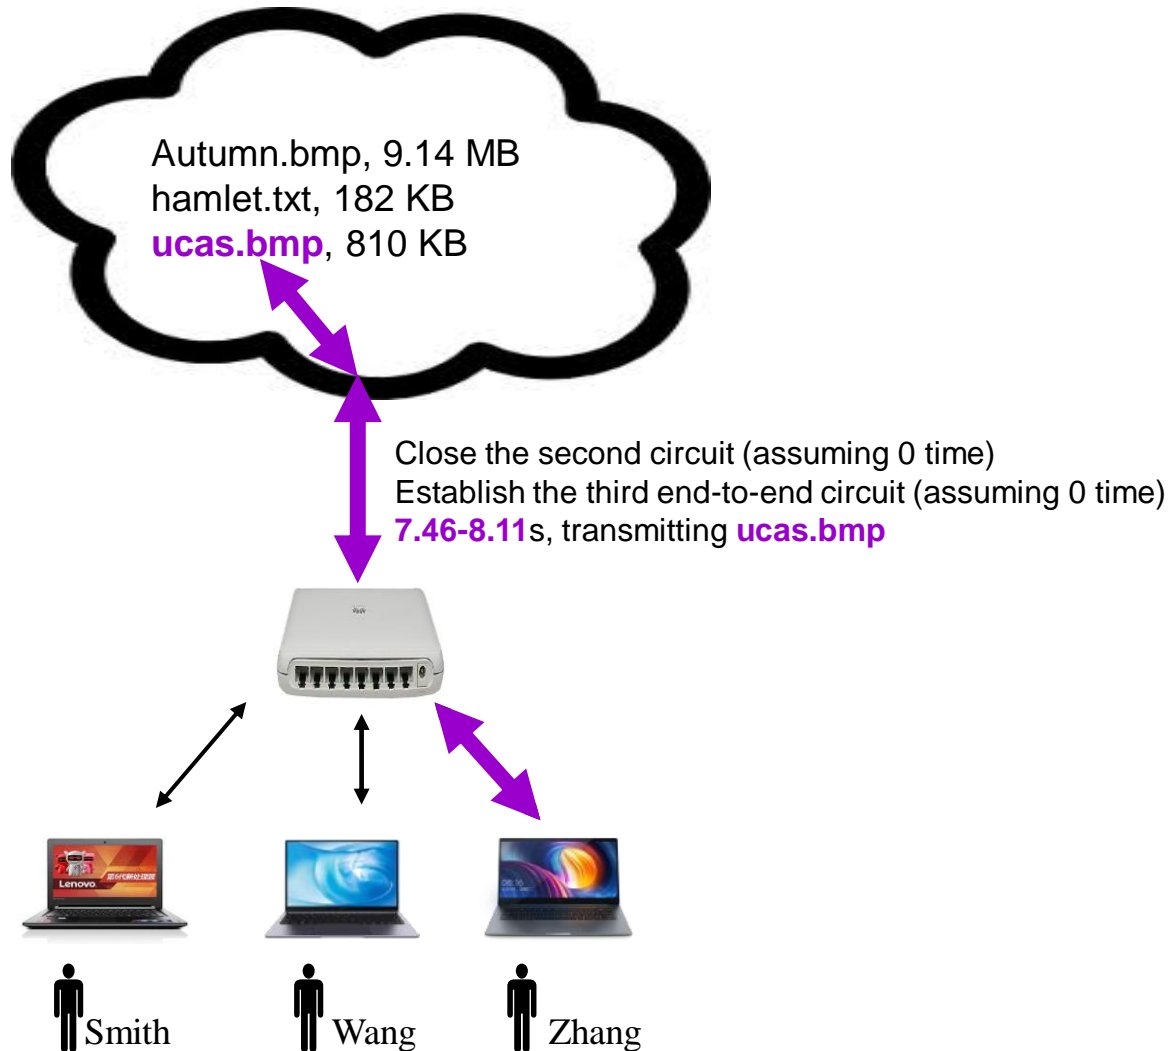 Autumn.bmp, 9.14 MB
hamlet.txt, 182 KB
ucas.bmp, 810 KB
Close the second circuit (assuming 0 time)
Establish the third end-to-end circuit (assuming 0 time)
7.46-8.11s, transmitting ucas.bmp
Lenovo
Smith
Wang
Zhang